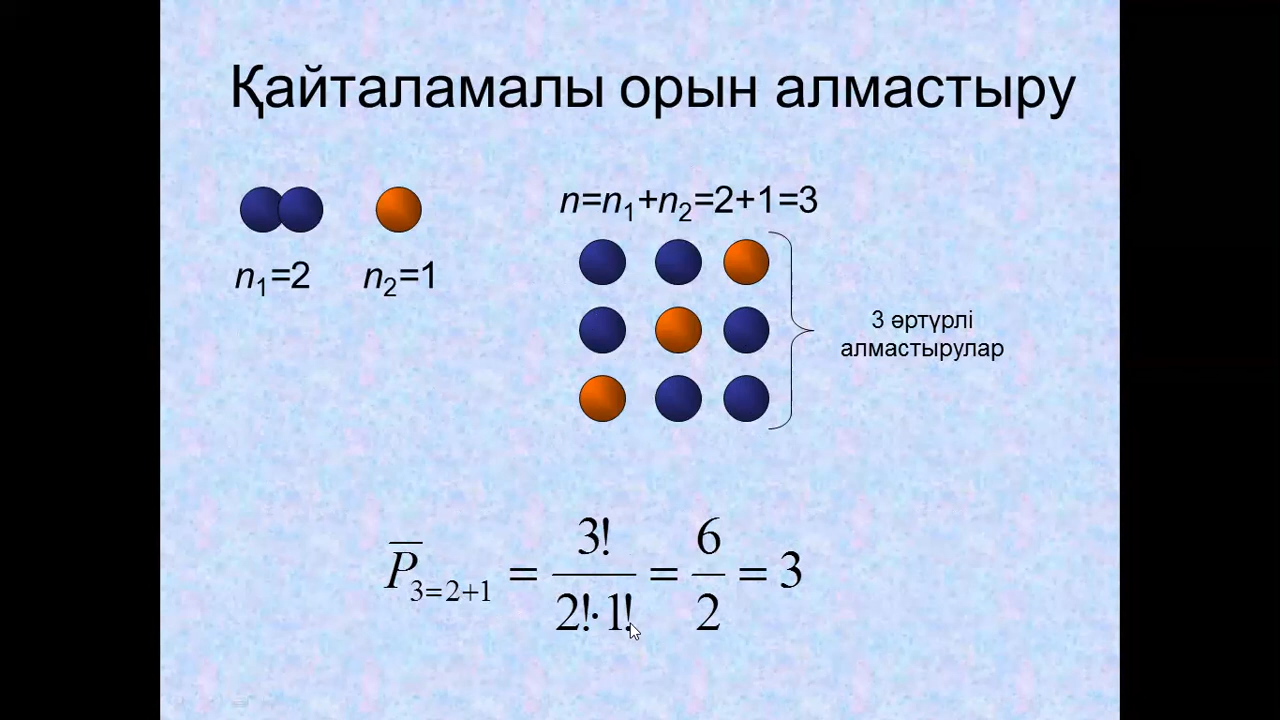 Қайталамалы орын алмастыру
n=n₁+n₂=2+1=3
n₁=2 n₂=1
3 әртүрлі
алмастырулар
P̅₃₌₂₊₁ = 3!/(2!·1!) = 6/2 = 3